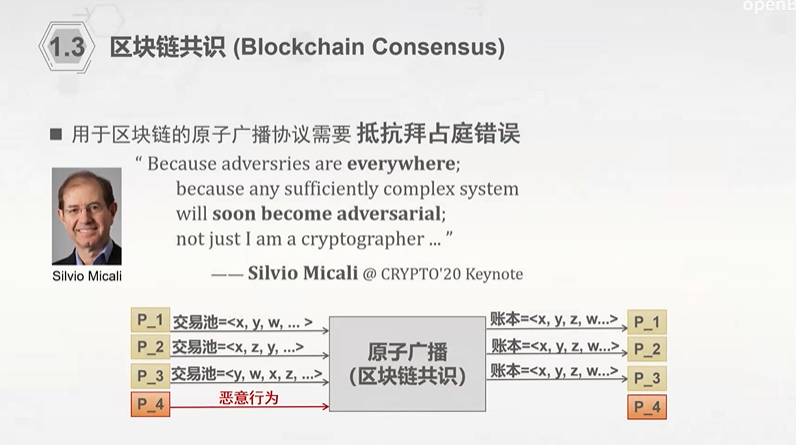 openB
1.3 区块链共识 (Blockchain Consensus)
■ 用于区块链的原子广播协议需要 抵抗拜占庭错误
“ Because adversries are everywhere;
because any sufficiently complex system
will soon become adversarial;
not just I am a cryptographer ... ”
—— Silvio Micali @ CRYPTO'20 Keynote
Silvio Micali
P_1 交易池=<x, y, w, ... > 账本=<x, y, z, w...> P_1
P_2 交易池=<x, z, y, ...> 账本=<x, y, z, w...> P_2
原子广播
(区块链共识)
P_3 交易池=<y, w, x, z, ...> 账本=<x, y, z, w...> P_3
P_4 恶意行为 P_4